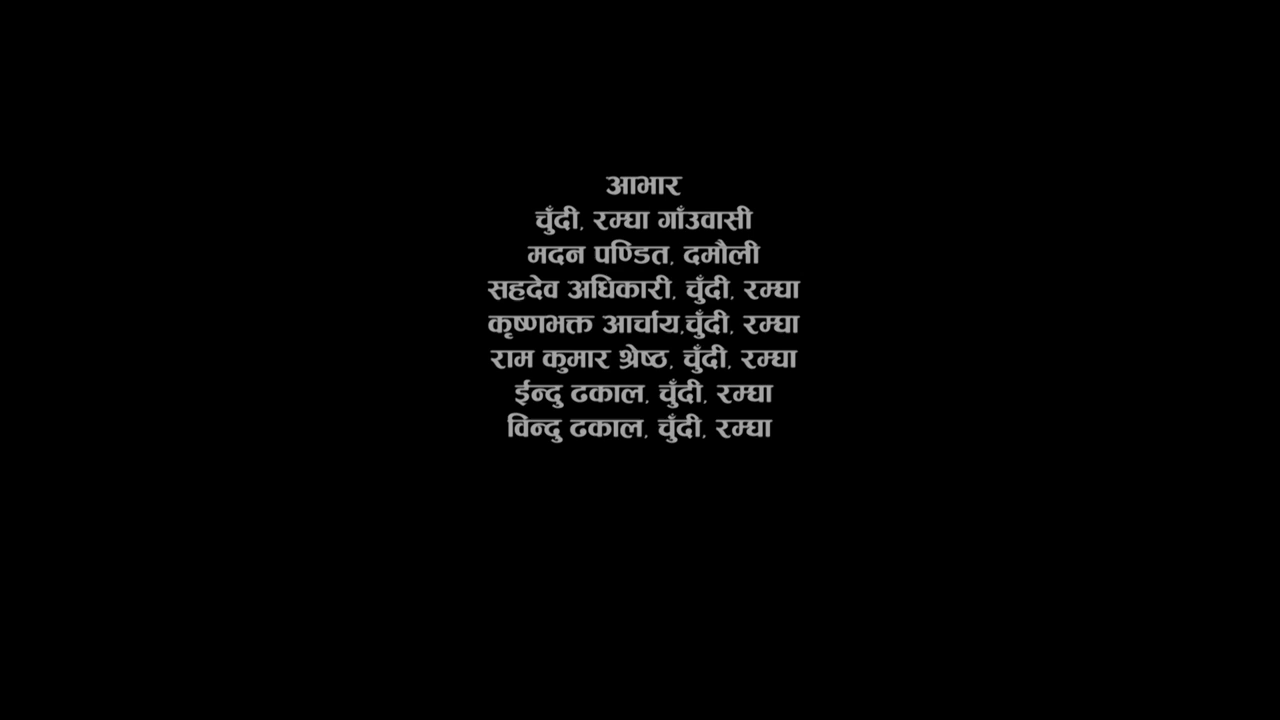 आभार
चुँदी, रम्घा गाँउवासी
मदन पण्डित, दमौली
सहदेव अधिकारी, चुँदी, रम्घा
कृष्णभक्त आर्चाय,चुँदी, रम्घा
राम कुमार श्रेष्ठ, चुँदी, रम्घा
ईन्दु ढकाल, चुँदी, रम्घा
विन्दु ढकाल, चुँदी, रम्घा